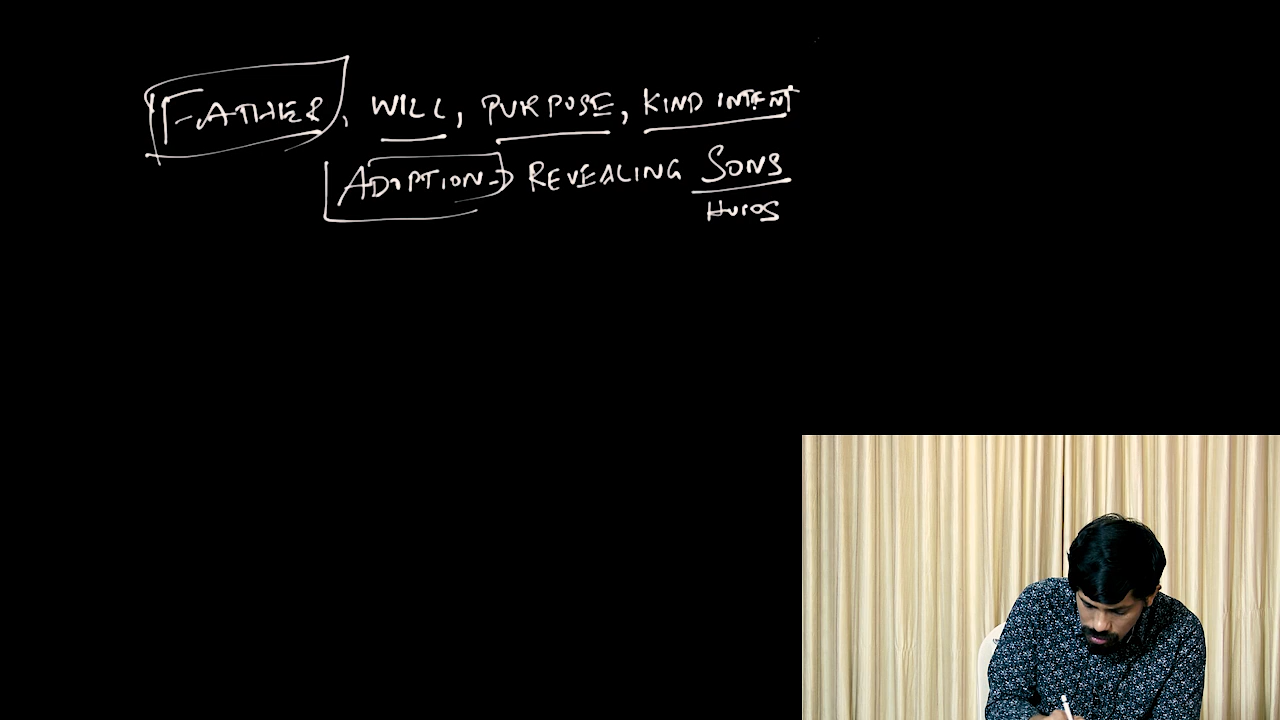 FATHER, WILL, PURPOSE, KIND INTENT
ADOPTION → REVEALING SONS
HUIOS